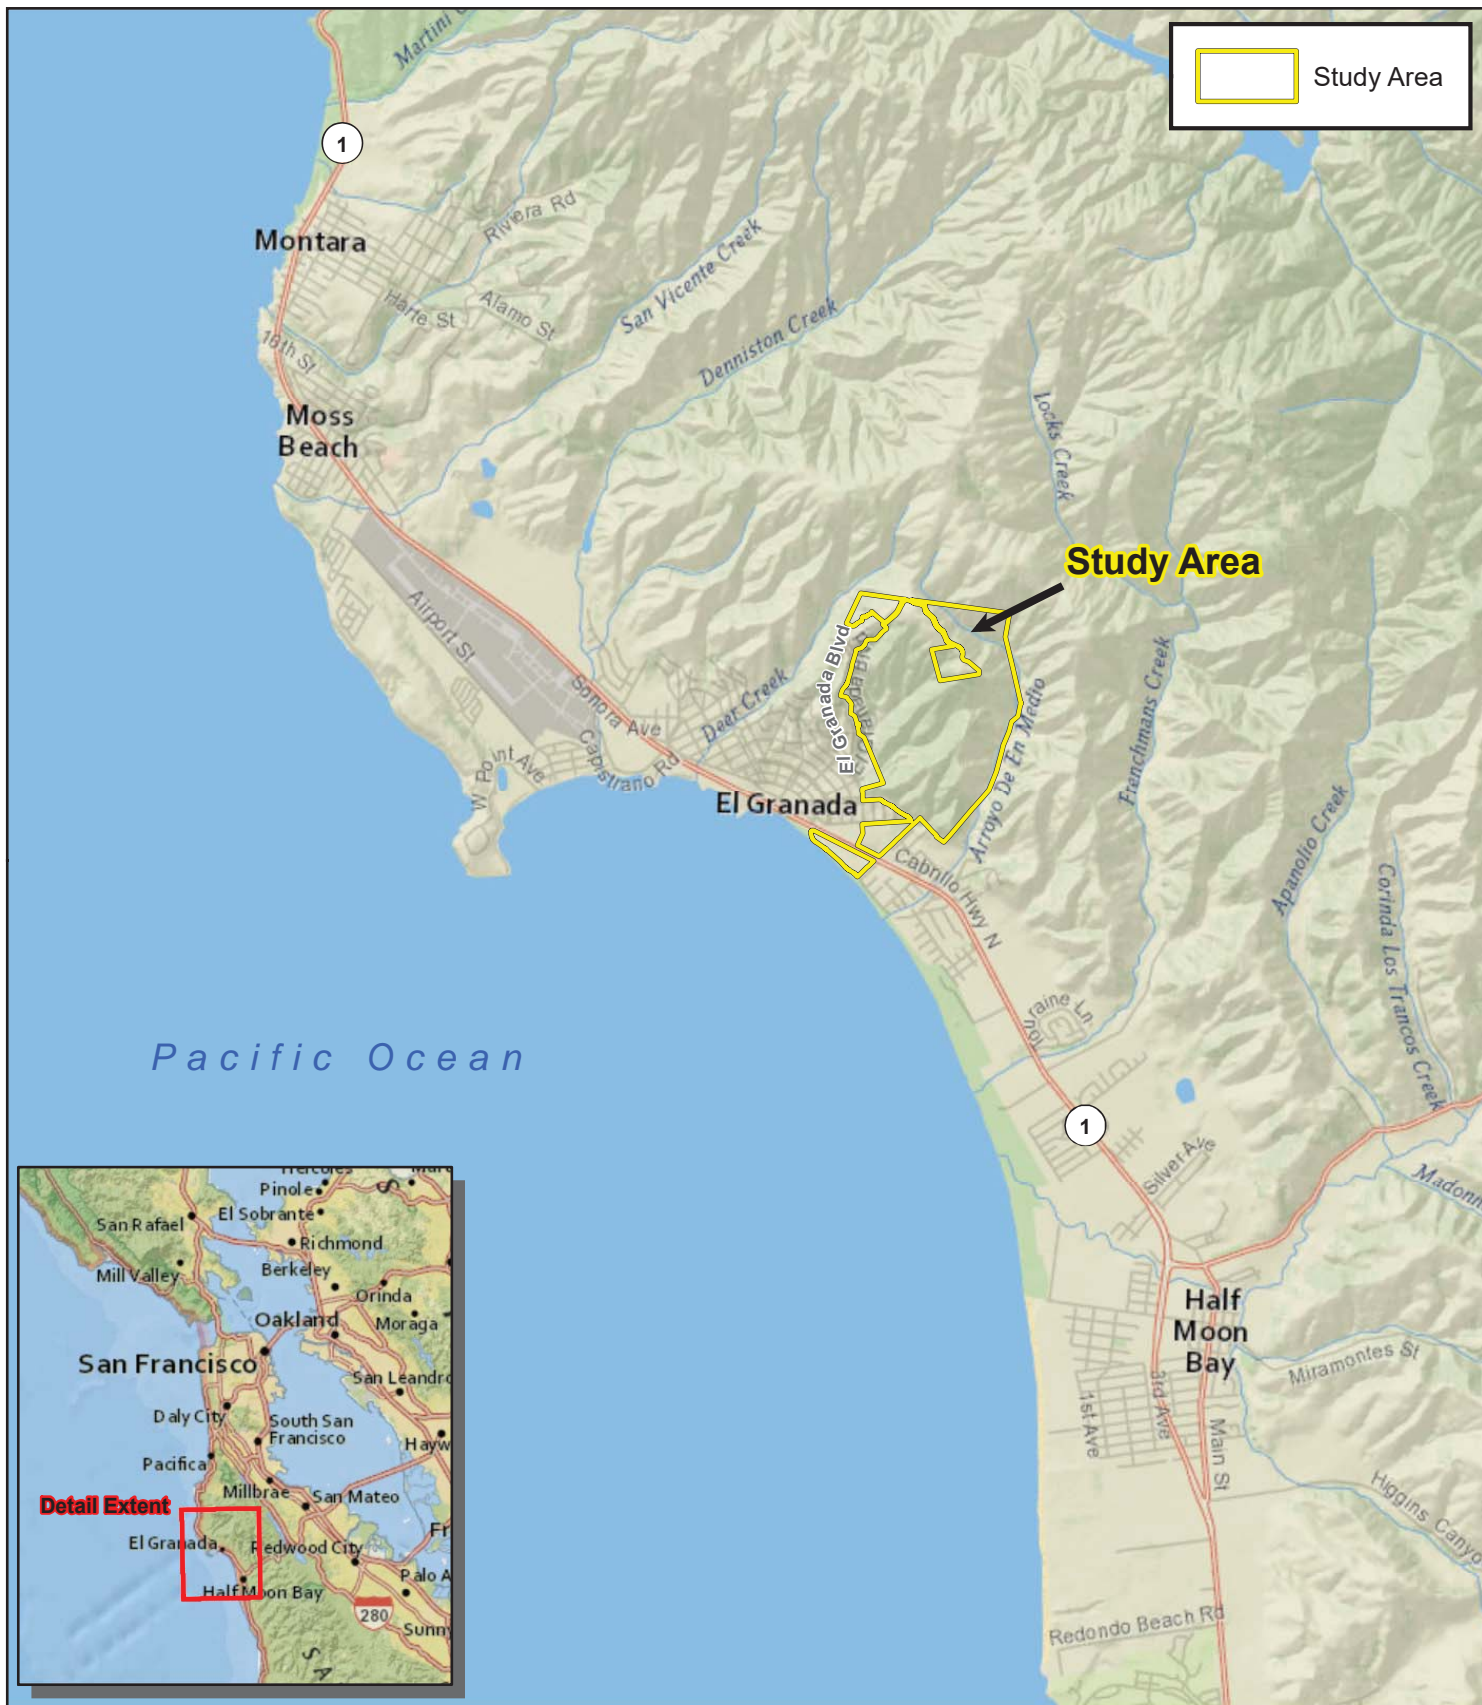 Martini
Study Area
1
Montara
Riviera Rd
Harte St
Alamo St
San Vicente Creek
Denniston Creek
16th St
Moss
Beach
Locks Creek
Study Area
Airport St
El Granada Blvd
Sonora Ave
Deer Creek
Capistrano Rd
W Point Ave
El Granada
Arroyo De En Medio
Frenchmans Creek
Cabrillo Hwy N
Apanolio Creek
Corinda Los Trancos Creek
Pacific Ocean
1
Silver Ave
Half
Moon
Bay
Miramontes St
1st Ave
3rd Ave
Main St
Higgins
Redondo Beach Rd
Pinole
San Rafael
El Sobrante
Richmond
Mill Valley
Berkeley
Orinda
Oakland
Moraga
San Francisco
San Leandro
Daly City
South San
Francisco
Hayw
Pacifica
Millbrae
San Mateo
Detail Extent
El Granada
Redwood City
Fr
Half Moon Bay
Palo A
280
Sunny
S A